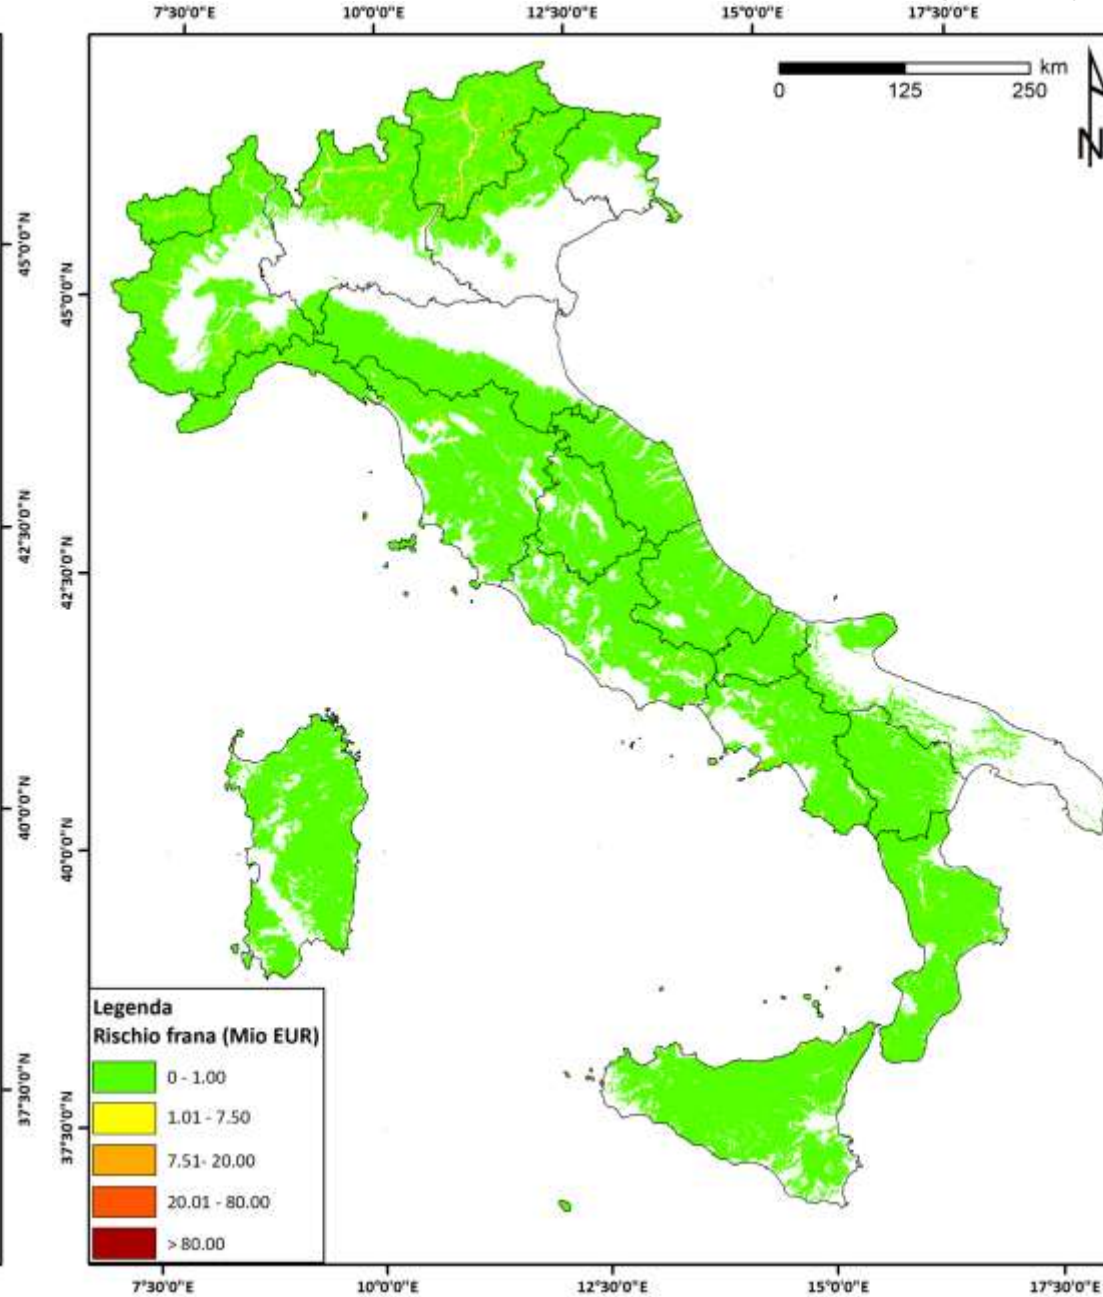 7°30'0"E 10°0'0"E 12°30'0"E 15°0'0"E 17°30'0"E
km
0 125 250
N
45°0'0"N
45°0'0"N
42°30'0"N
42°30'0"N
40°0'0"N
40°0'0"N
37°30'0"N
37°30'0"N
Legenda
Rischio frana (Mio EUR)
0 - 1.00
1.01 - 7.50
7.51- 20.00
20.01 - 80.00
> 80.00
7°30'0"E 10°0'0"E 12°30'0"E 15°0'0"E 17°30'0"E